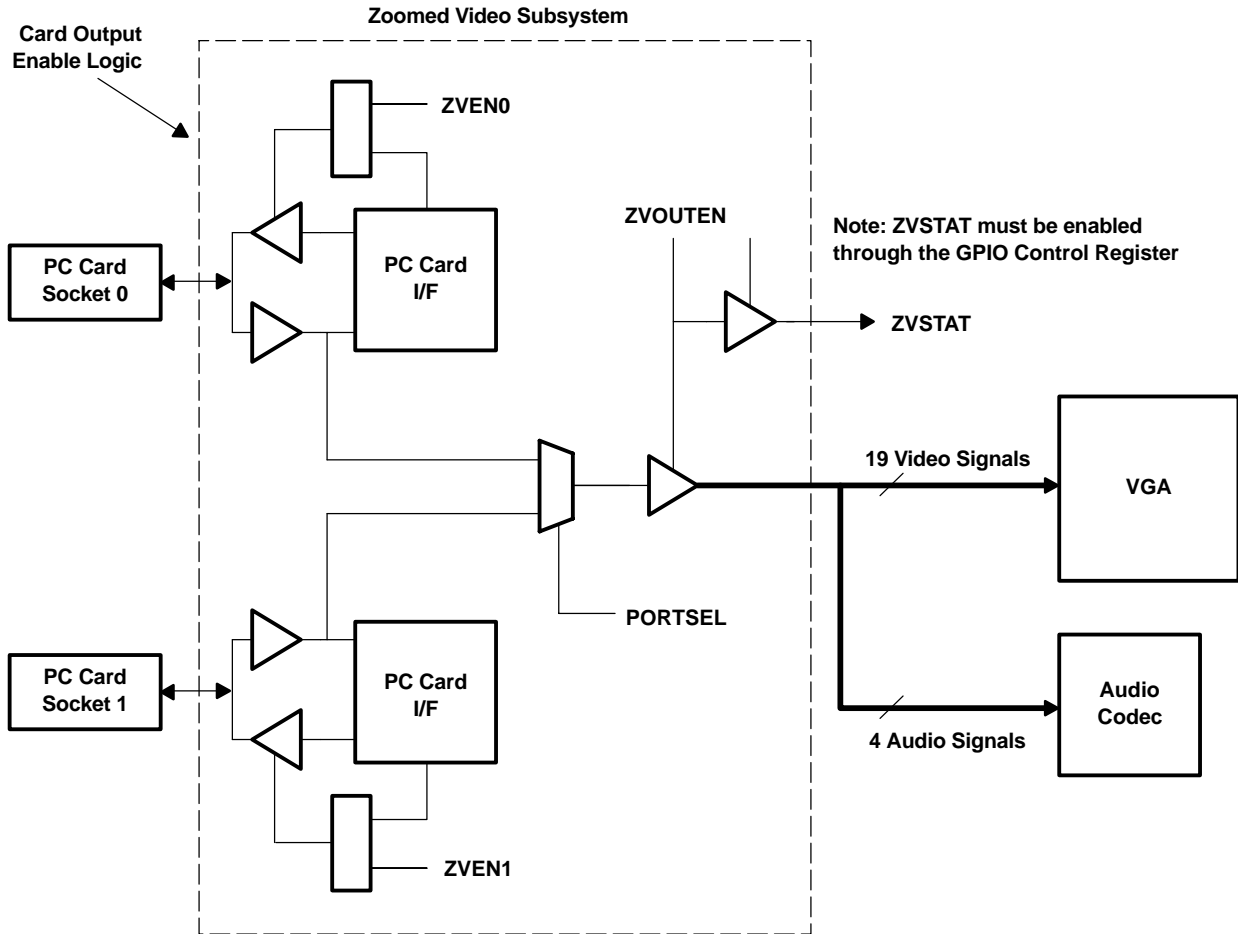 Zoomed Video Subsystem
Card Output
Enable Logic
ZVEN0
ZVOUTEN
Note: ZVSTAT must be enabled
through the GPIO Control Register
PC Card
Socket 0
PC Card
I/F
ZVSTAT
19 Video Signals
VGA
PORTSEL
PC Card
Socket 1
PC Card
I/F
Audio
Codec
4 Audio Signals
ZVEN1